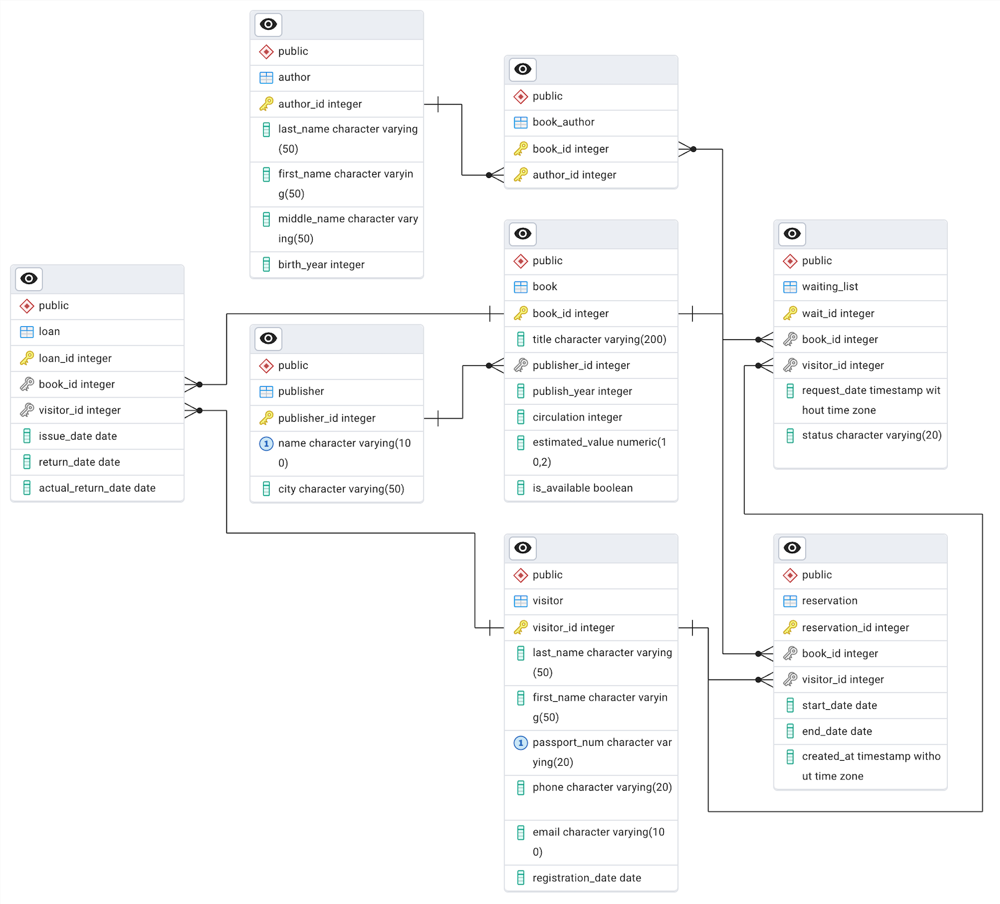 public
author
author_id integer
last_name character varying
(50)
first_name character varyin
g(50)
middle_name character vary
ing(50)
birth_year integer
public
book_author
book_id integer
author_id integer
public
loan
loan_id integer
book_id integer
visitor_id integer
issue_date date
return_date date
actual_return_date date
public
publisher
publisher_id integer
1 name character varying(10
0)
city character varying(50)
public
book
book_id integer
title character varying(200)
publisher_id integer
publish_year integer
circulation integer
estimated_value numeric(1
0,2)
is_available boolean
public
waiting_list
wait_id integer
book_id integer
visitor_id integer
request_date timestamp wit
hout time zone
status character varying(20)
public
visitor
visitor_id integer
last_name character varying
(50)
first_name character varyin
g(50)
1 passport_num character var
ying(20)
phone character varying(20)
email character varying(10
0)
registration_date date
public
reservation
reservation_id integer
book_id integer
visitor_id integer
start_date date
end_date date
created_at timestamp witho
ut time zone